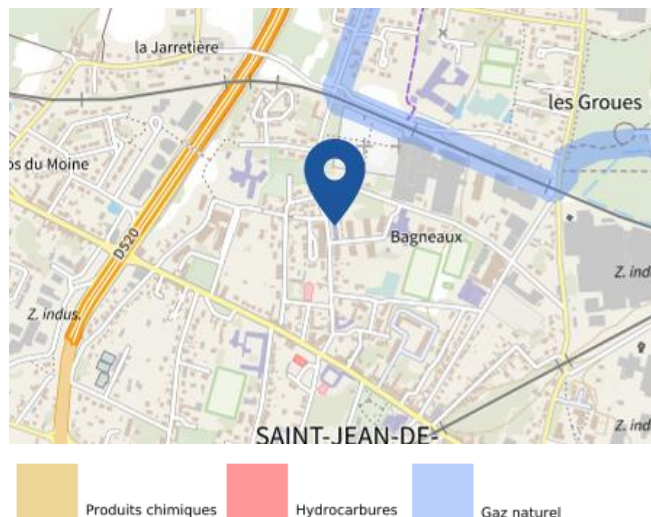 la Jarretière
les Groues
os du Moine
D520
Bagneaux
Z. ind
Z. indus.
SAINT-JEAN-DE-
Z. ind
Produits chimiques
Hydrocarbures
Gaz naturel